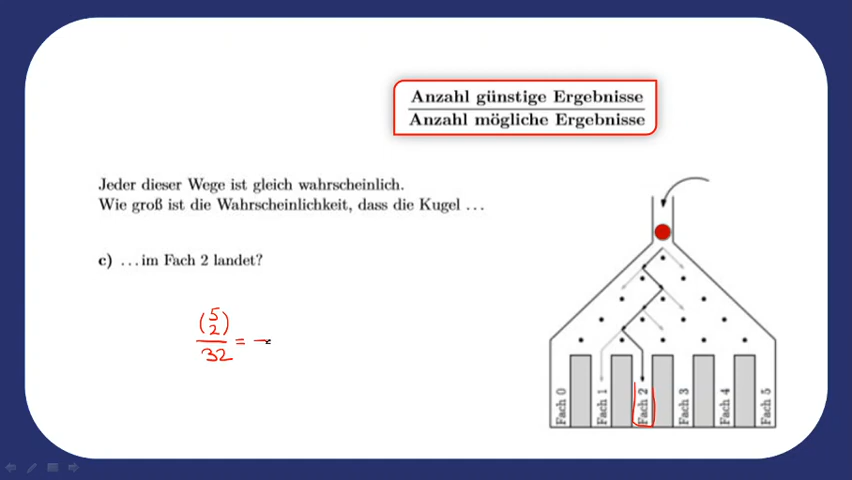 Anzahl günstige Ergebnisse
Anzahl mögliche Ergebnisse
Jeder dieser Wege ist gleich wahrscheinlich.
Wie groß ist die Wahrscheinlichkeit, dass die Kugel ...
c) ...im Fach 2 landet?
(5
2)
32 =
Fach 0
Fach 1
Fach 2
Fach 3
Fach 4
Fach 5